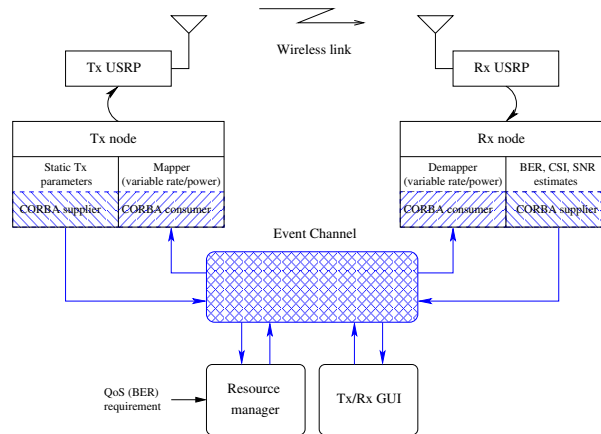 Wireless link
Tx USRP
Rx USRP
Tx node
Rx node
Static Tx
parameters
Mapper
(variable rate/power)
Demapper
(variable rate/power)
BER, CSI, SNR
estimates
CORBA supplier
CORBA consumer
CORBA consumer
CORBA supplier
Event Channel
QoS (BER)
requirement
Resource
manager
Tx/Rx GUI